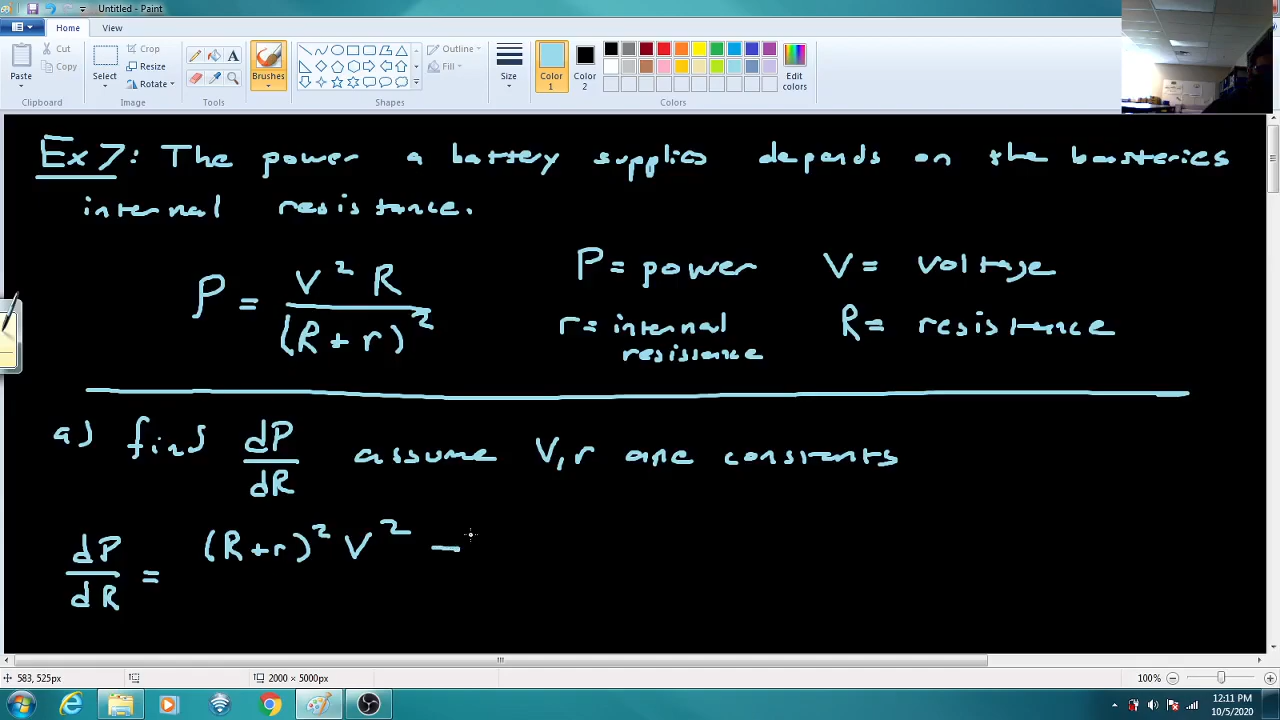 Untitled - Paint
Home View
Paste Cut Copy Select Crop Resize Rotate Brushes Outline Fill Size Color 1 Color 2 Edit colors
Clipboard Image Tools Shapes Colors
Ex 7: The power a battery supplies depends on the batteries
internal resistance.
P = V² R / (R + r)²
P = power V = voltage
r = internal resisstance R = resistance
a) find dP/dR assume V, r are constants
dP/dR = (R+r)² V² -
583, 525px 2000 × 5000px 100%
12:11 PM
10/5/2020